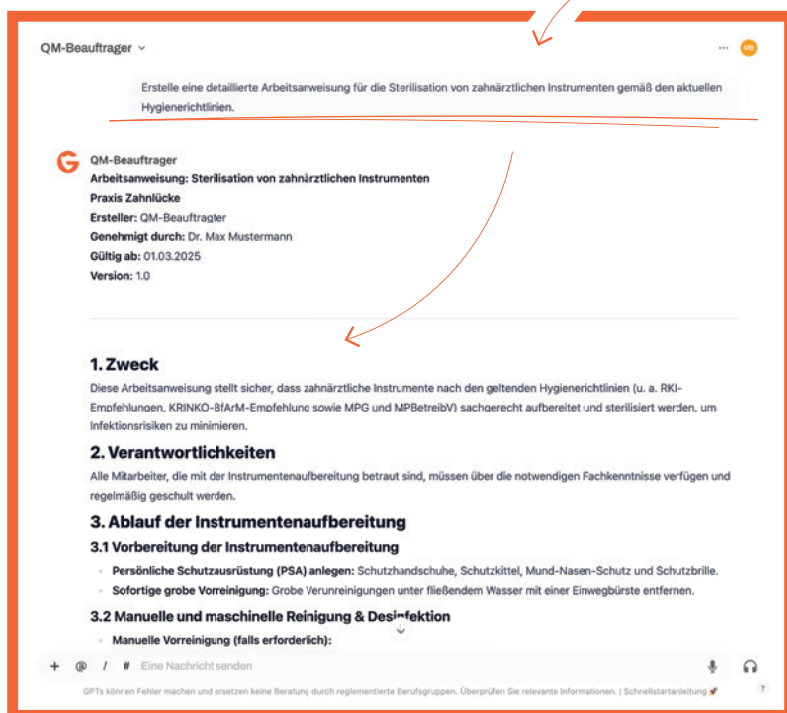 QM-Beauftrager
...
MB
Erstelle eine detaillierte Arbeitsanweisung für die Sterilisation von zahnärztlichen Instrumenten gemäß den aktuellen
Hygienerichtlinien.
QM-Beauftrager
Arbeitsanweisung: Sterilisation von zahnärztlichen Instrumenten
Praxis Zahnlücke
Ersteller: QM-Beauftragter
Genehmigt durch: Dr. Max Mustermann
Gültig ab: 01.03.2025
Version: 1.0
1. Zweck
Diese Arbeitsanweisung stellt sicher, dass zahnärztliche Instrumente nach den geltenden Hygienerichtlinien (u. a. RKI-
Empfehlungen, KRINKO-BfArM-Empfehlung sowie MPG und MPBetreibV) sachgerecht aufbereitet und sterilisiert werden, um
Infektionsrisiken zu minimieren.
2. Verantwortlichkeiten
Alle Mitarbeiter, die mit der Instrumentenaufbereitung betraut sind, müssen über die notwendigen Fachkenntnisse verfügen und
regelmäßig geschult werden.
3. Ablauf der Instrumentenaufbereitung
3.1 Vorbereitung der Instrumentenaufbereitung
Persönliche Schutzausrüstung (PSA) anlegen: Schutzhandschuhe, Schutzkittel, Mund-Nasen-Schutz und Schutzbrille.
Sofortige grobe Vorreinigung: Grobe Verunreinigungen unter fließendem Wasser mit einer Einwegbürste entfernen.
3.2 Manuelle und maschinelle Reinigung & Desinfektion
Manuelle Vorreinigung (falls erforderlich):
+ @ / # Eine Nachricht senden
GPTs können Fehler machen und ersetzen keine Beratung durch reglementierte Berufsgruppen. Überprüfen Sie relevante Informationen. | Schnellstartanleitung 🚀 ?